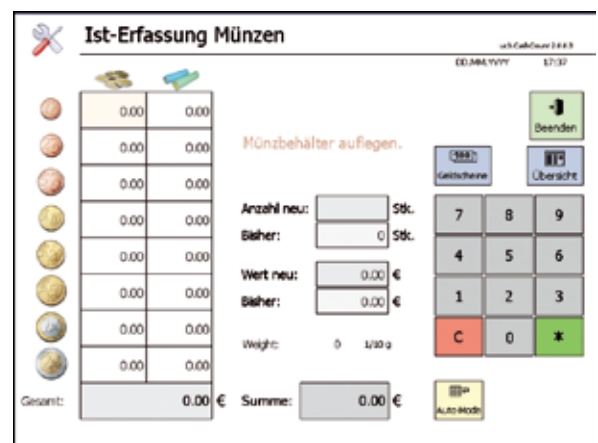 Ist-Erfassung Münzen
DD.MM.YYYY 17:37
0.00 0.00
0.00 0.00
0.00 0.00
0.00 0.00
0.00 0.00
0.00 0.00
0.00 0.00
0.00 0.00
Gesamt: 0.00 €
Münzbehälter auflegen.
Anzahl neu: Stk.
Bisher: 0 Stk.
Wert neu: 0.00 €
Bisher: 0.00 €
Weight: 0 1/10 g
Summe: 0.00 €
Beenden
Geldscheine
Übersicht
7 8 9
4 5 6
1 2 3
C 0 *
Auto-Mode